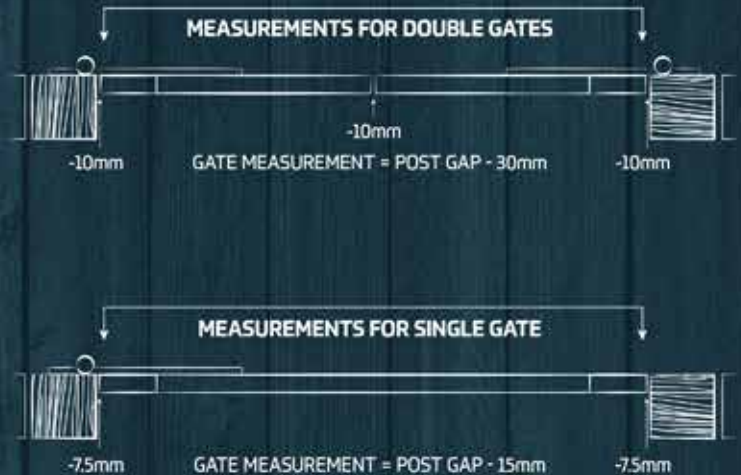 MEASUREMENTS FOR DOUBLE GATES
-10mm
-10mm GATE MEASUREMENT = POST GAP - 30mm -10mm
MEASUREMENTS FOR SINGLE GATE
-7.5mm GATE MEASUREMENT = POST GAP - 15mm -7.5mm